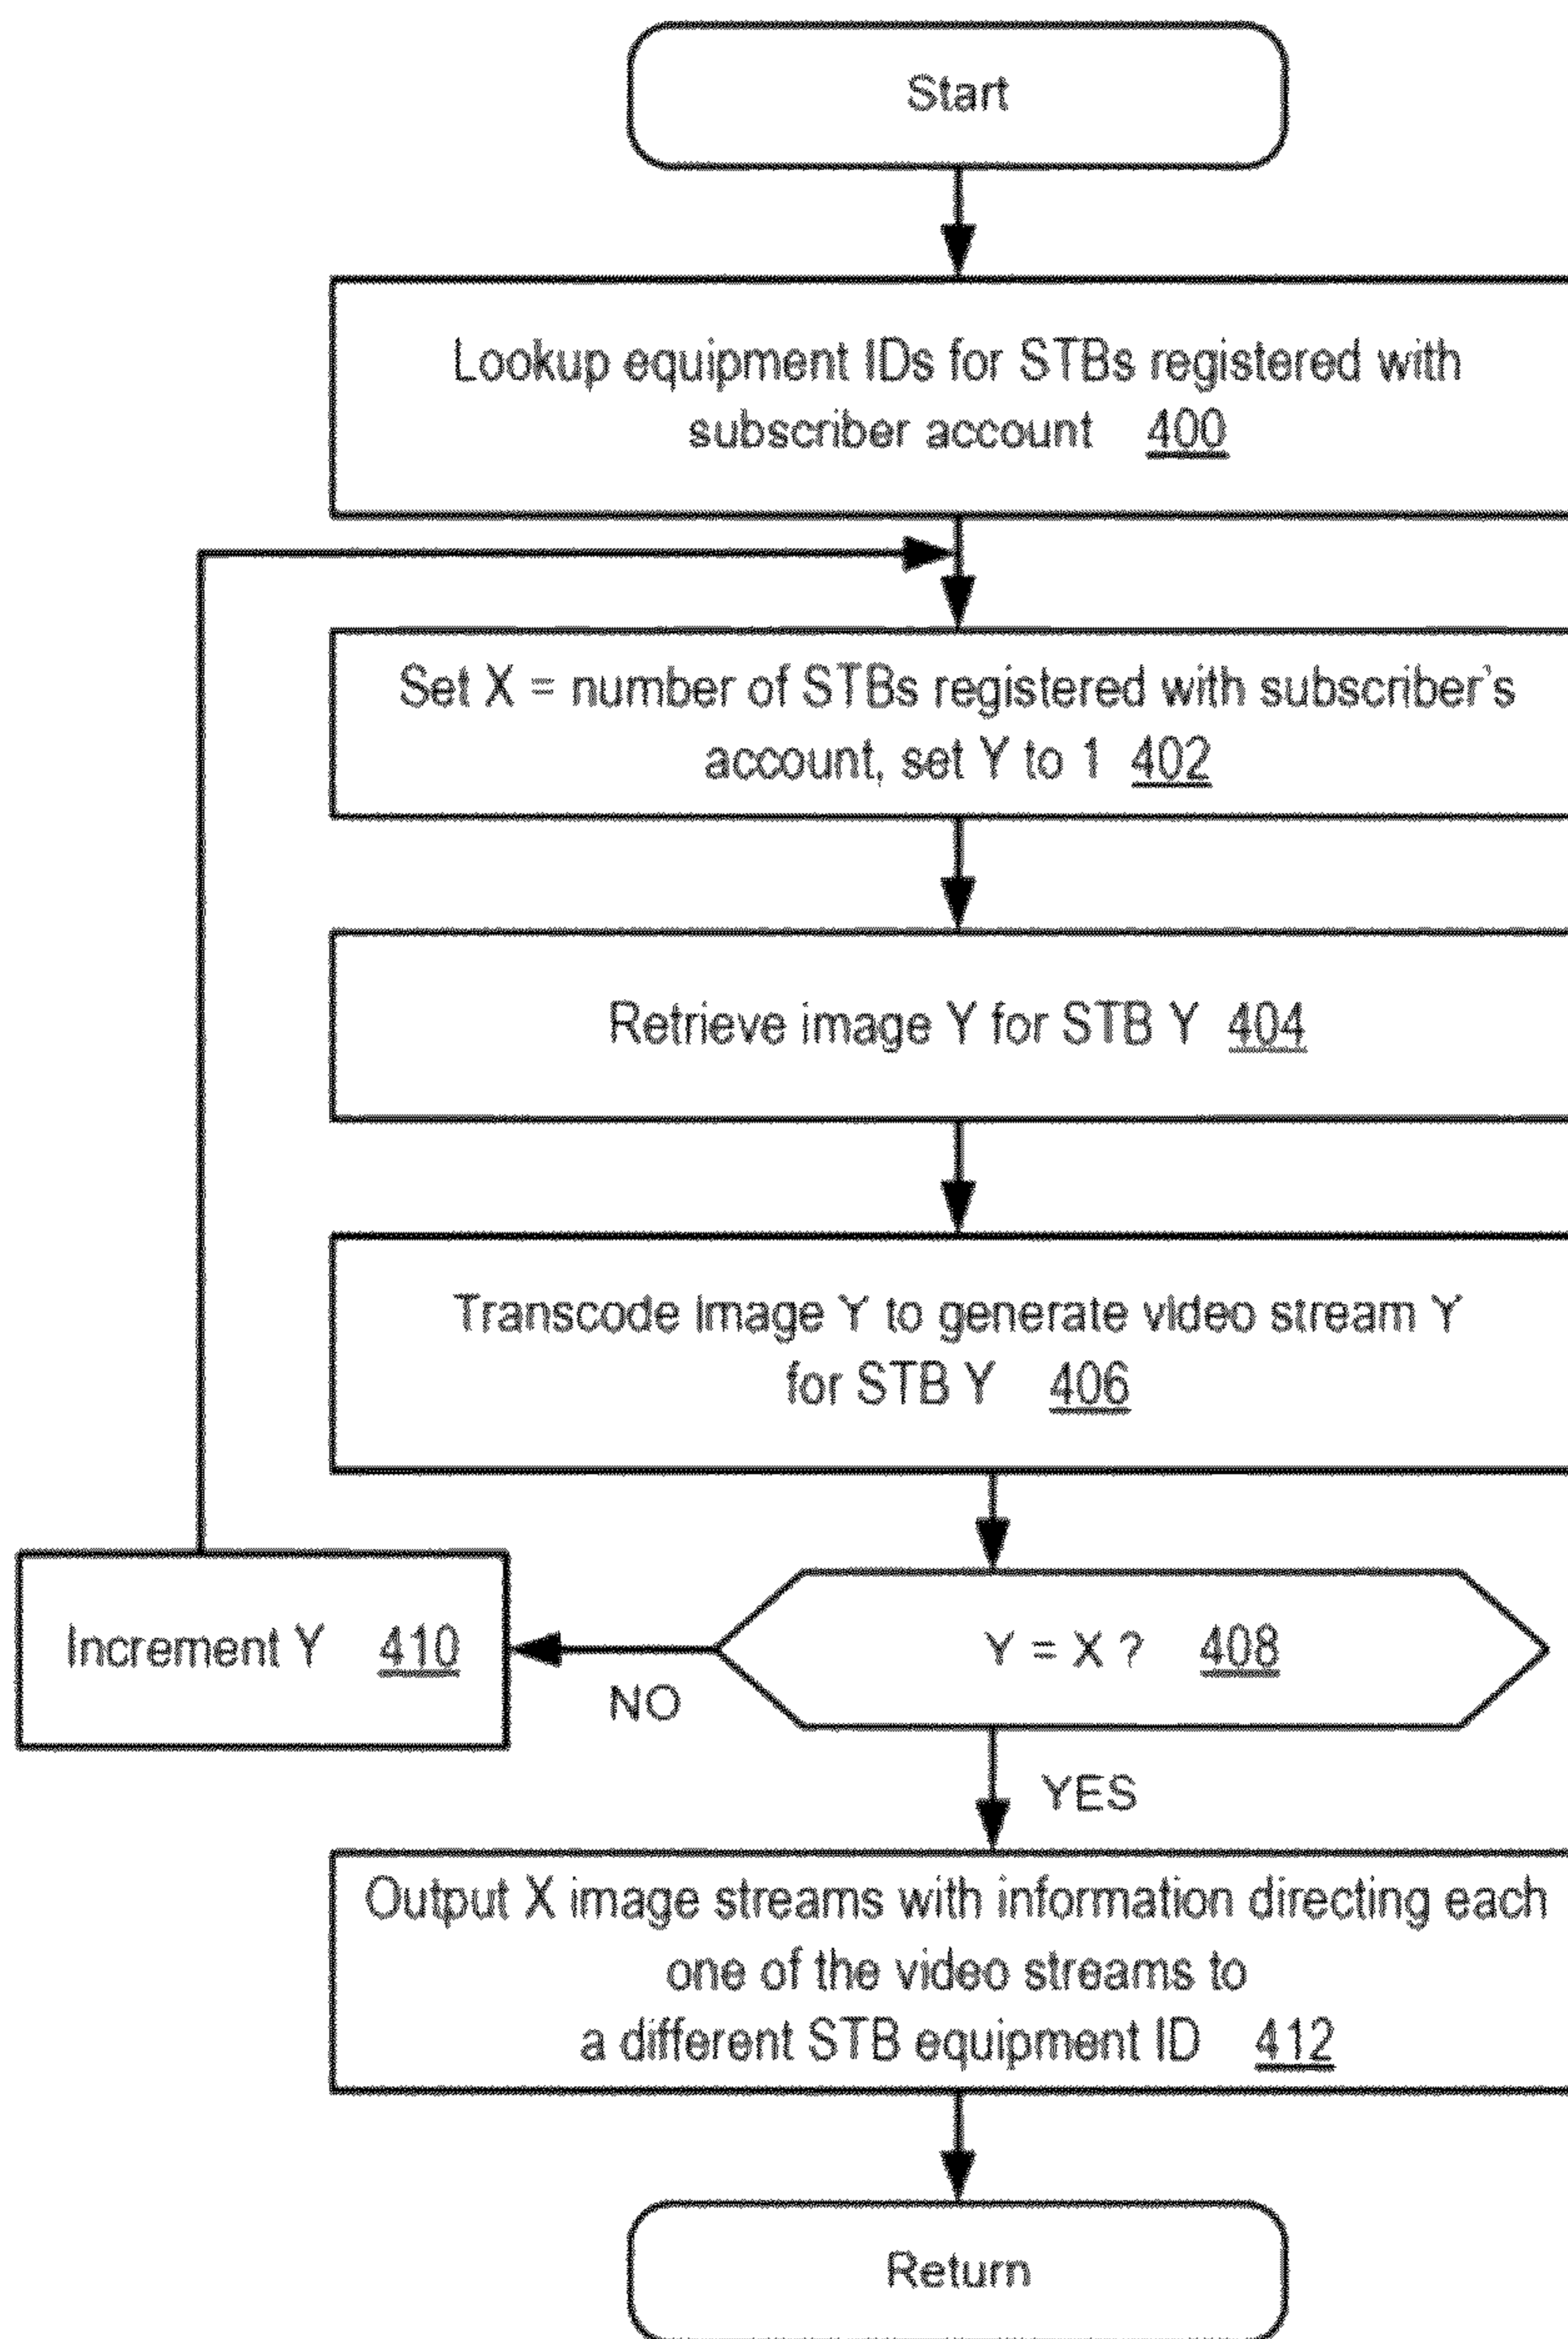 Start
Lookup equipment IDs for STBs registered with
subscriber account 400
Set X = number of STBs registered with subscriber's
account, set Y to 1 402
Retrieve image Y for STB Y 404
Transcode Image Y to generate video stream Y
for STB Y 406
Increment Y 410
NO
Y = X ? 408
YES
Output X image streams with information directing each
one of the video streams to
a different STB equipment ID 412
Return